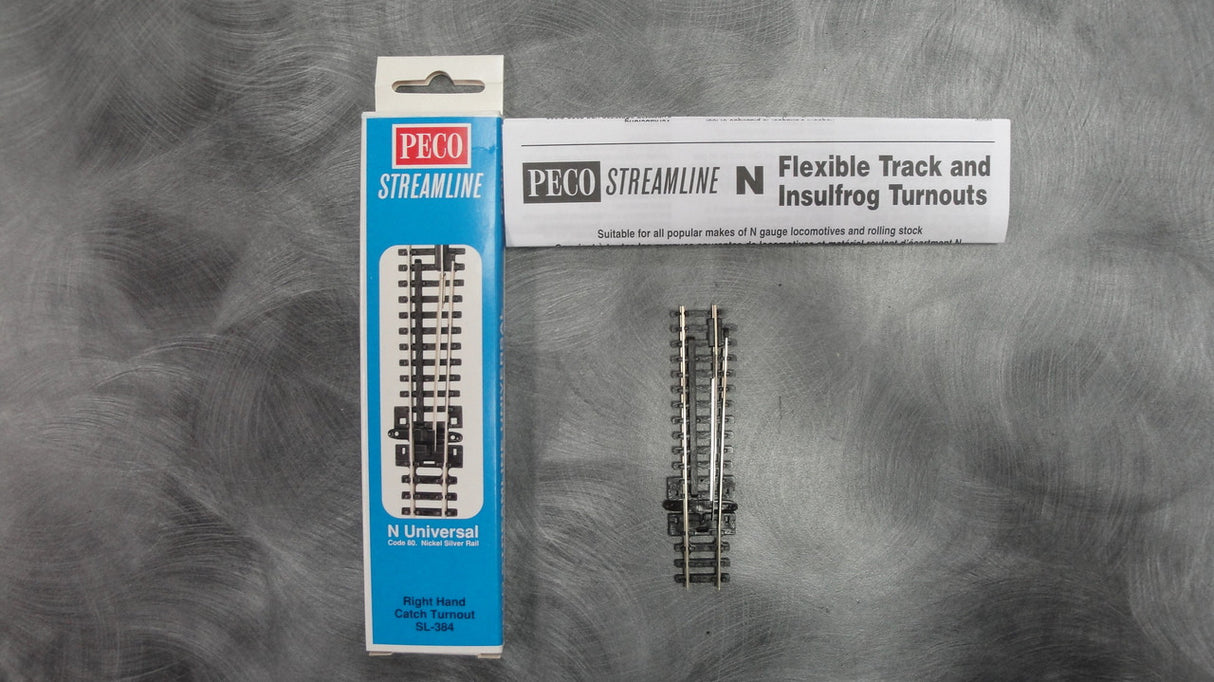 PECO
STREAMLINE
N Universal
Code 80. Nickel Silver Rail
Right Hand
Catch Turnout
SL-384
PECO STREAMLINE N Flexible Track and
Insulfrog Turnouts
Suitable for all popular makes of N gauge locomotives and rolling stock